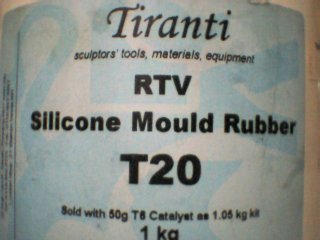 Tiranti
sculptors' tools, materials, equipment
RTV
Silicone Mould Rubber
T20
Sold with 50g T6 Catalyst as 1.05 kg kit
1 kg